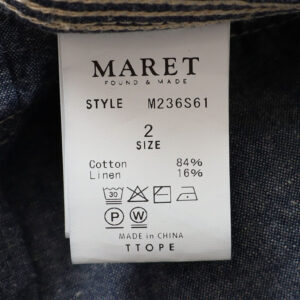 MARET
FOUND & MADE
STYLE M236S61
2
SIZE
Cotton 84%
Linen 16%
30
P W
MADE in CHINA
TTOPE